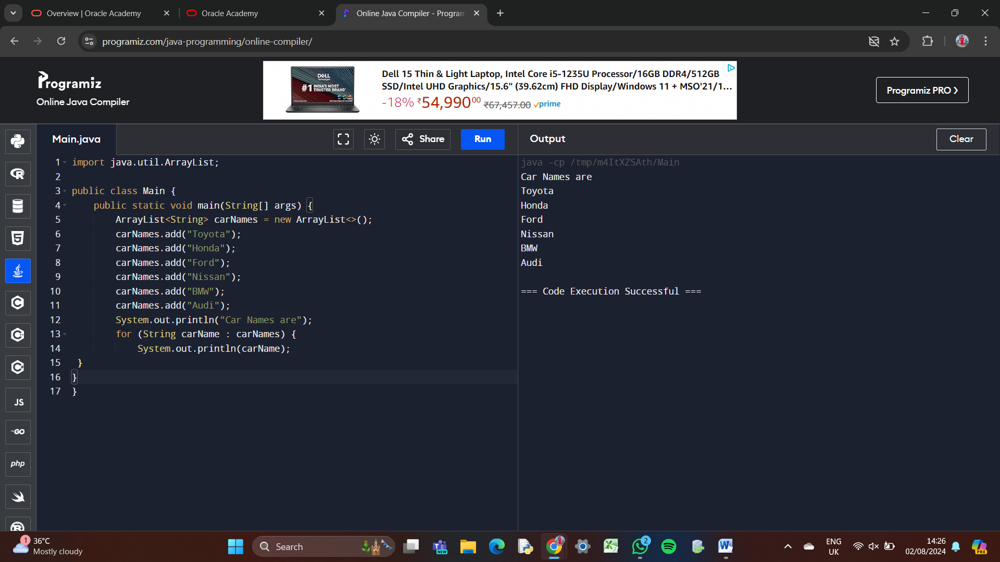 Overview | Oracle Academy
Oracle Academy
Online Java Compiler - Program
programiz.com/java-programming/online-compiler/
Programiz
Online Java Compiler
DELL
Technologies
#1 INDIA'S MOST
TRUSTED BRAND*
Dell 15 Thin & Light Laptop, Intel Core i5-1235U Processor/16GB DDR4/512GB
SSD/Intel UHD Graphics/15.6" (39.62cm) FHD Display/Windows 11 + MSO'21/1...
-18% ₹54,990⁰⁰ ₹67,457.00 prime
Programiz PRO ❯
Main.java
Share
Run
Output
Clear
1 import java.util.ArrayList;
2
3 public class Main {
4     public static void main(String[] args) {
5         ArrayList<String> carNames = new ArrayList<>();
6         carNames.add("Toyota");
7         carNames.add("Honda");
8         carNames.add("Ford");
9         carNames.add("Nissan");
10         carNames.add("BMW");
11         carNames.add("Audi");
12         System.out.println("Car Names are");
13         for (String carName : carNames) {
14             System.out.println(carName);
15  }
16 }
17 }
java -cp /tmp/m4ItXZSAth/Main
Car Names are
Toyota
Honda
Ford
Nissan
BMW
Audi
=== Code Execution Successful ===
R
5
C
C
C
JS
GO
php
R
1
36°C
Mostly cloudy
Search
NEW
2
ENG
UK
14:26
02/08/2024
PRE